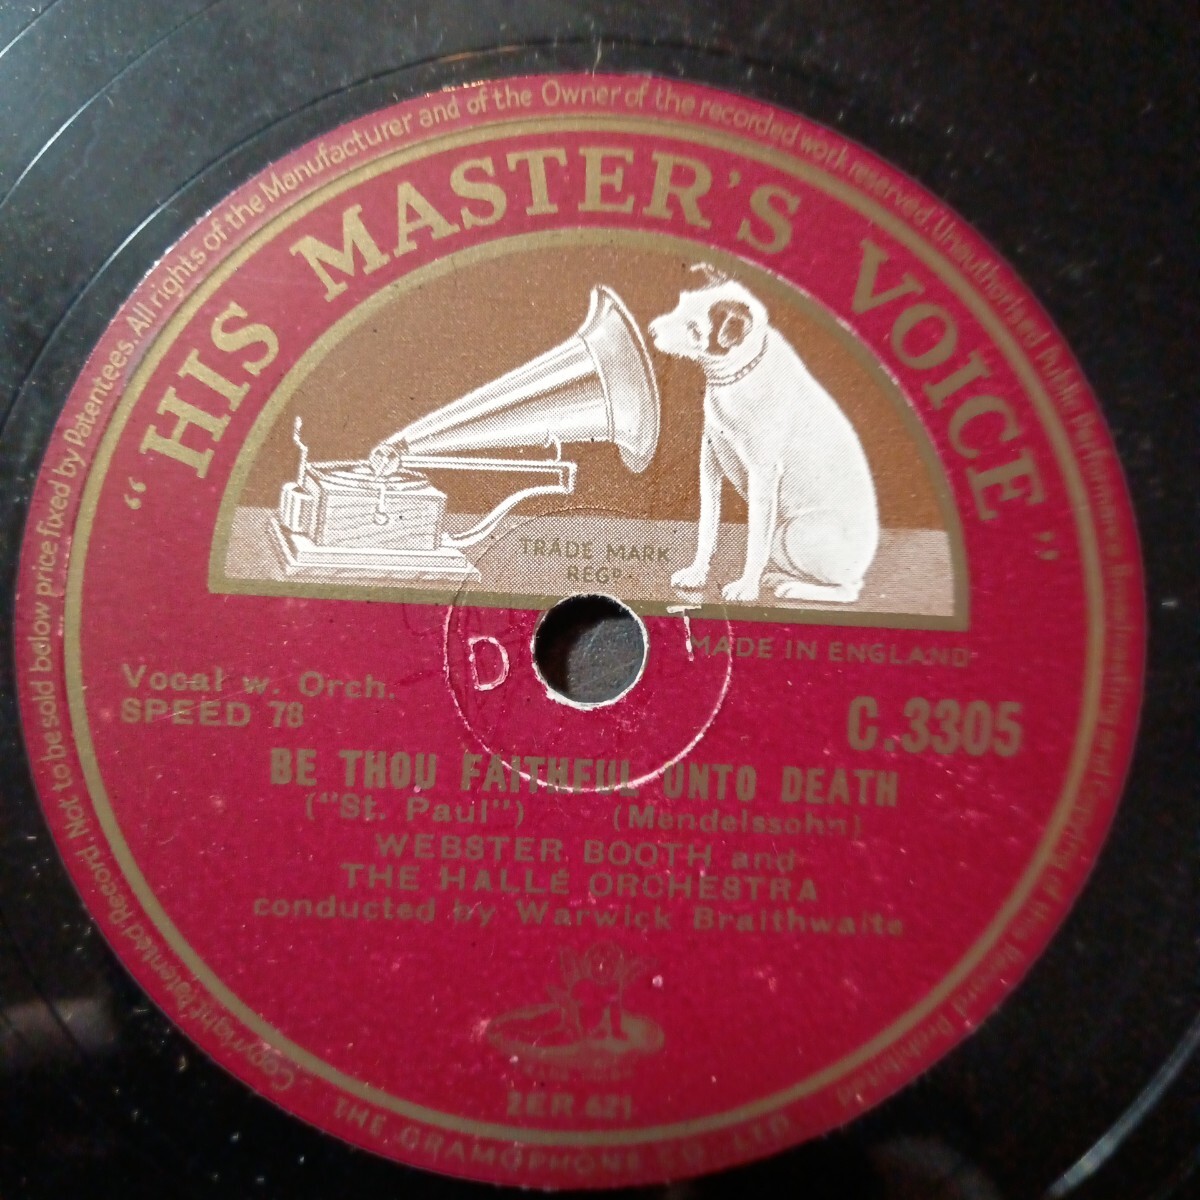 Copyright Patented Record. Not to be sold below price fixed by Patentees. All rights of the Manufacturer and of the Owner of the recorded work reserved. Unauthorised Public Performance Broadcasting and Copying of this Record Prohibited
"HIS MASTER'S VOICE"
TRADE MARK
REGD.
D T
MADE IN ENGLAND
Vocal w. Orch.
SPEED 78
C.3305
BE THOU FAITHFUL UNTO DEATH
("St. Paul") (Mendelssohn)
WEBSTER BOOTH and
THE HALLÉ ORCHESTRA
conducted by Warwick Braithwaite
2ER 621
THE GRAMOPHONE CO. LTD.